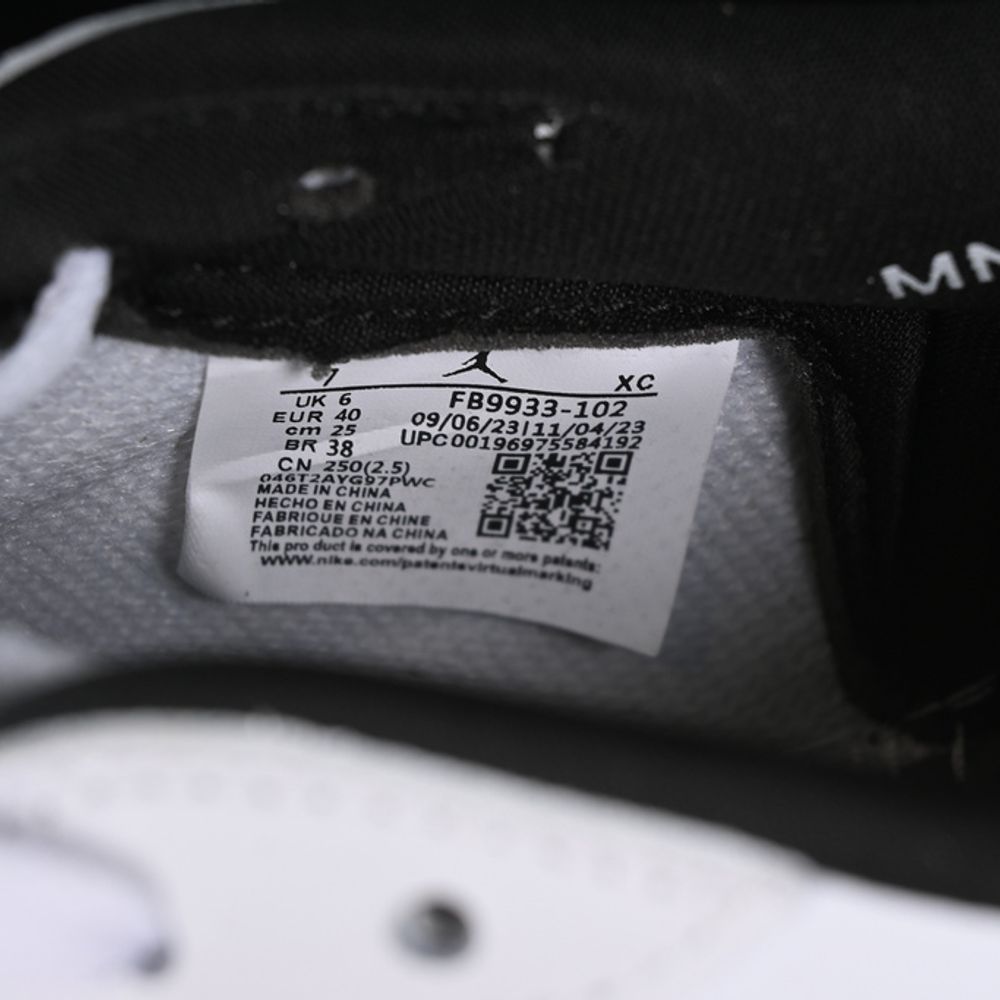 7 XC
UK 6 FB9933-102
EUR 40 09/06/23|11/04/23
cm 25 UPC00196975584192
BR 38
CN 250(2.5)
046T2AYG97PWC
MADE IN CHINA
HECHO EN CHINA
FABRIQUE EN CHINE
FABRICADO NA CHINA
This pro duct is covered by one or more patents:
www.nike.com/patentsvirtualmarking